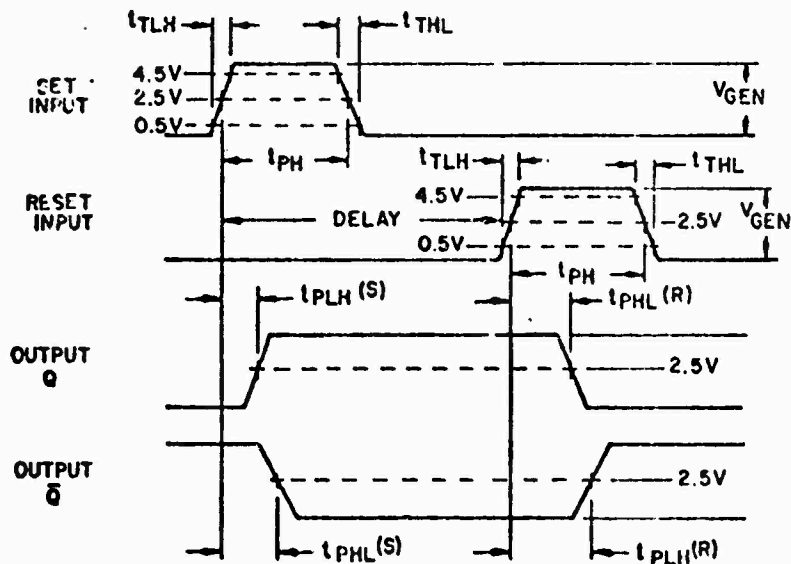 tTLH
tTHL
SET
INPUT
4.5V
2.5V
0.5V
VGEN
tPH
tTLH
tTHL
RESET
INPUT
4.5V
DELAY
2.5V
0.5V
VGEN
tPH
tPLH(S)
tPHL(R)
OUTPUT
Q
2.5V
OUTPUT
Q̄
2.5V
tPHL(S)
tPLH(R)